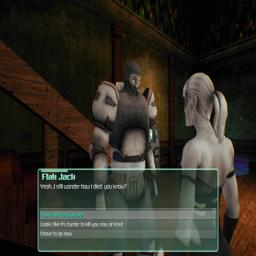 Flak Jack
Yeah...I still wonder how I died, you know?
Looks like it's harder to kill you now at least
I have to go now